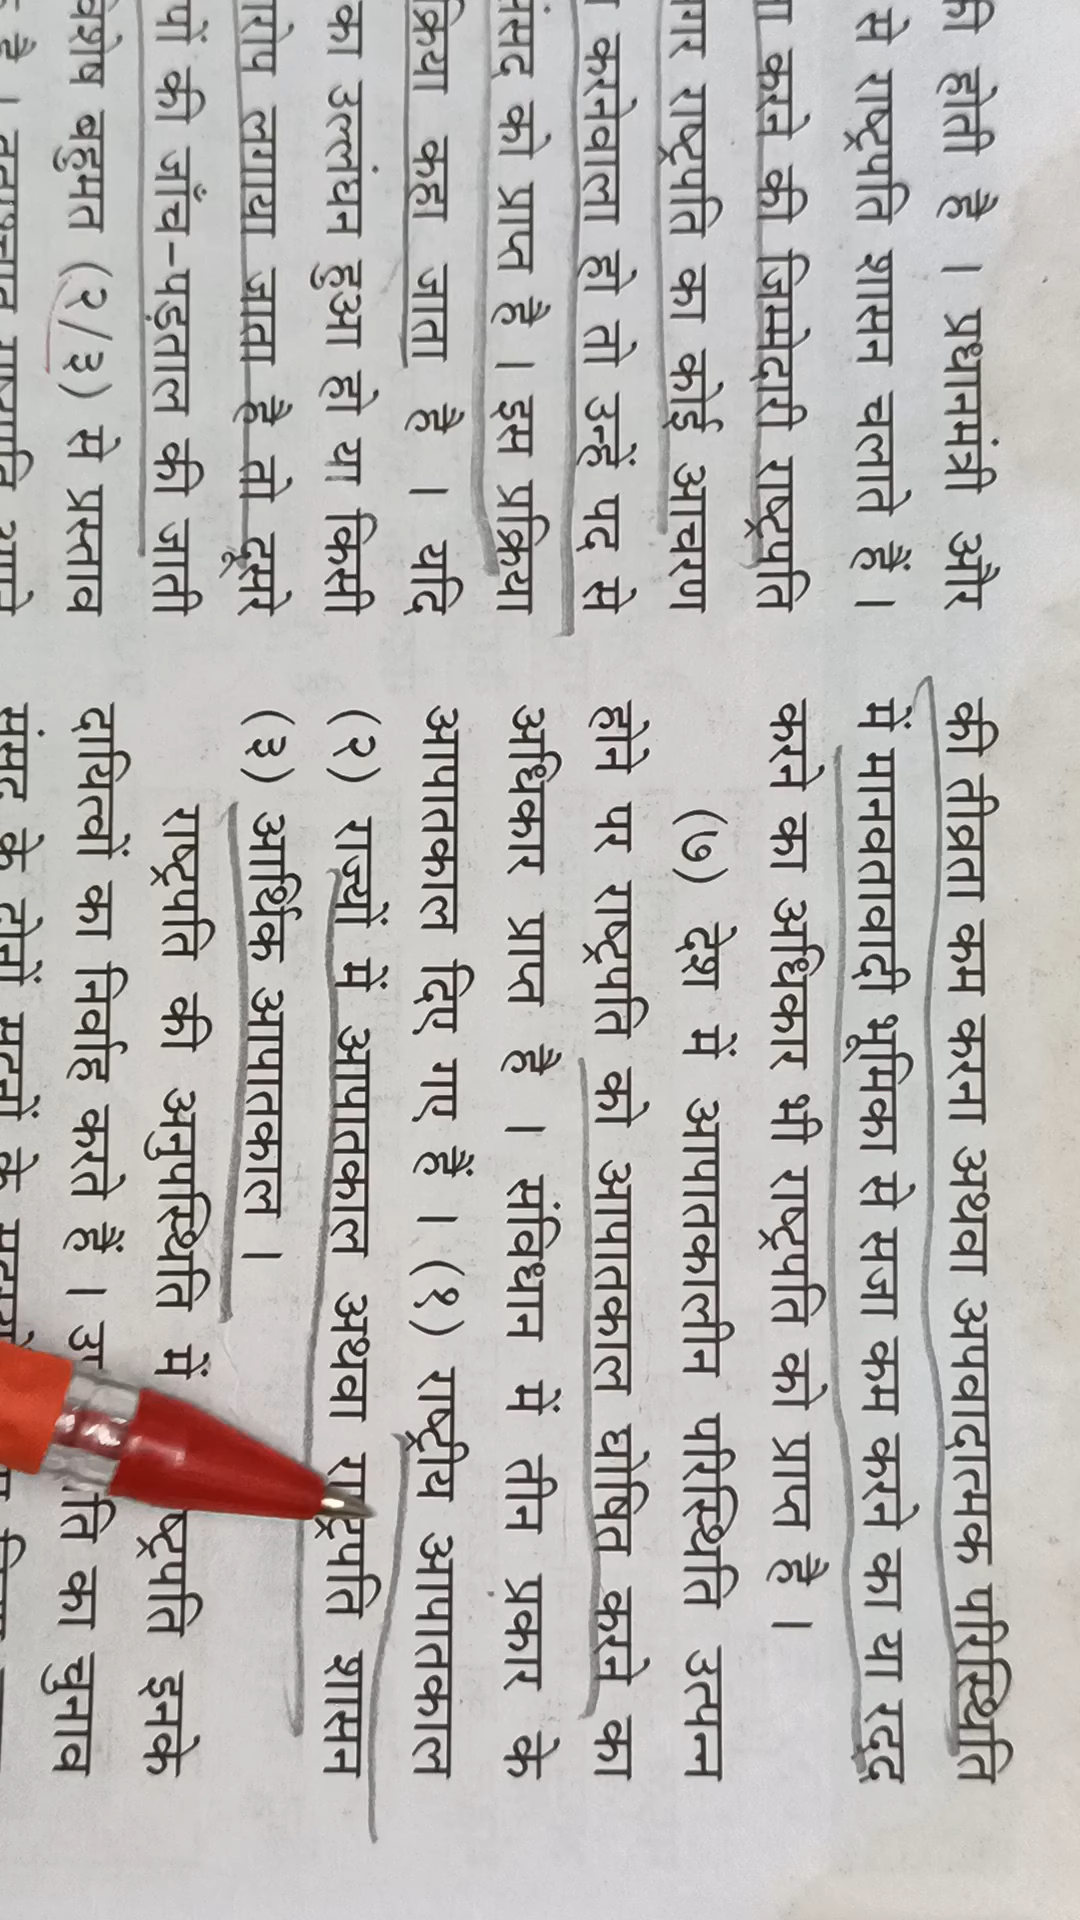 की होती है । प्रधानमंत्री और
से राष्ट्रपति शासन चलाते हैं ।
करने की जिम्मेदारी राष्ट्रपति
राष्ट्रपति का कोई आचरण
करनेवाला हो तो उन्हें पद से
संसद को प्राप्त है । इस प्रक्रिया
कहा जाता है । यदि
का उल्लंघन हुआ हो या किसी
लगाया जाता है तो दूसरे
की जाँच-पड़ताल की जाती
बहुमत (२/३) से प्रस्ताव
की तीव्रता कम करना अथवा अपवादात्मक परिस्थिति
में मानवतावादी भूमिका से सजा कम करने का या रद्द
करने का अधिकार भी राष्ट्रपति को प्राप्त है ।
(७) देश में आपातकालीन परिस्थिति उत्पन्न
होने पर राष्ट्रपति को आपातकाल घोषित करने का
अधिकार प्राप्त है । संविधान में तीन प्रकार के
आपातकाल दिए गए हैं । (१) राष्ट्रीय आपातकाल
(२) राज्यों में आपातकाल अथवा राष्ट्रपति शासन
(३) आर्थिक आपातकाल ।
राष्ट्रपति की अनुपस्थिति में इनके
दायित्वों का निर्वाह करते हैं । का चुनाव
संसद के दोनों सदनों के